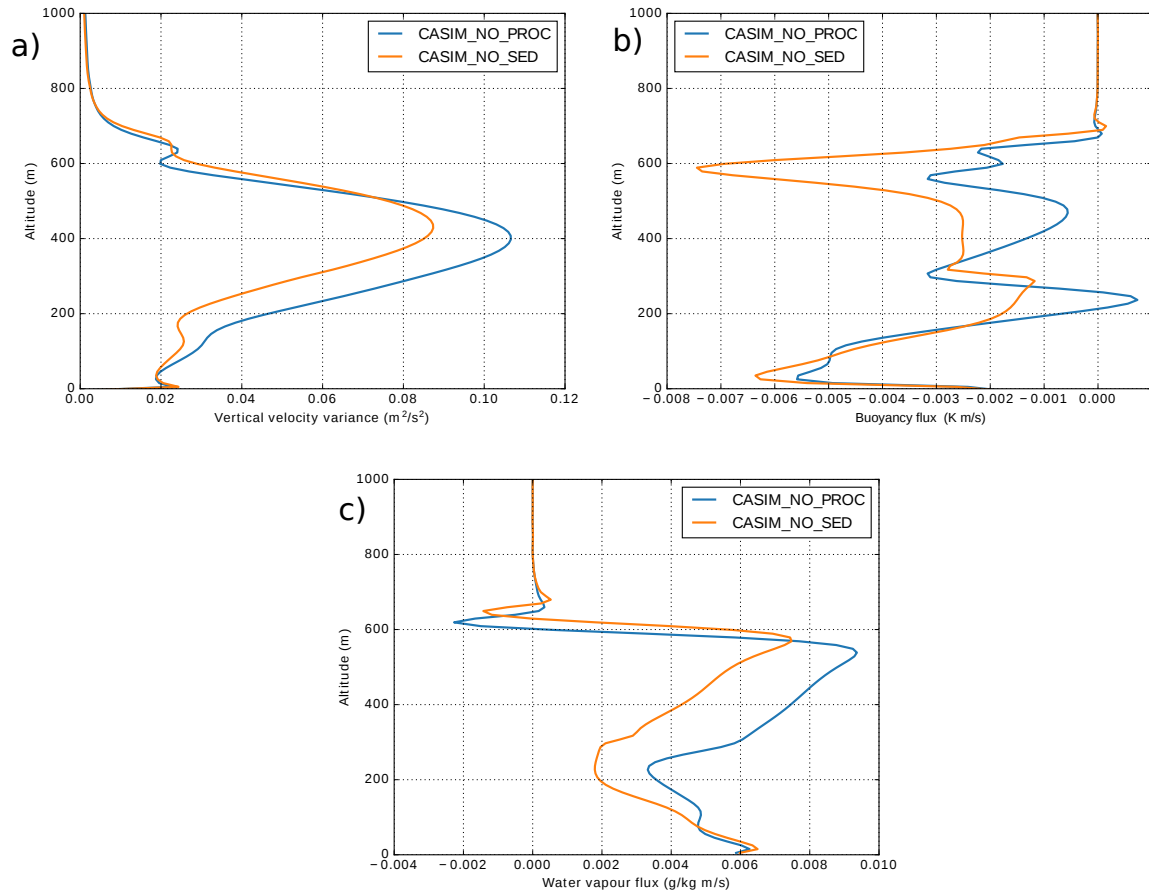 a)
1000
800
600
400
200
0
Altitude (m)
0.00 0.02 0.04 0.06 0.08 0.10 0.12
Vertical velocity variance (m²/s²)
CASIM_NO_PROC
CASIM_NO_SED
b)
1000
800
600
400
200
0
Altitude (m)
−0.008 −0.007 −0.006 −0.005 −0.004 −0.003 −0.002 −0.001 0.000
Buoyancy flux (K m/s)
CASIM_NO_PROC
CASIM_NO_SED
c)
1000
800
600
400
200
0
Altitude (m)
−0.004 −0.002 0.000 0.002 0.004 0.006 0.008 0.010
Water vapour flux (g/kg m/s)
CASIM_NO_PROC
CASIM_NO_SED